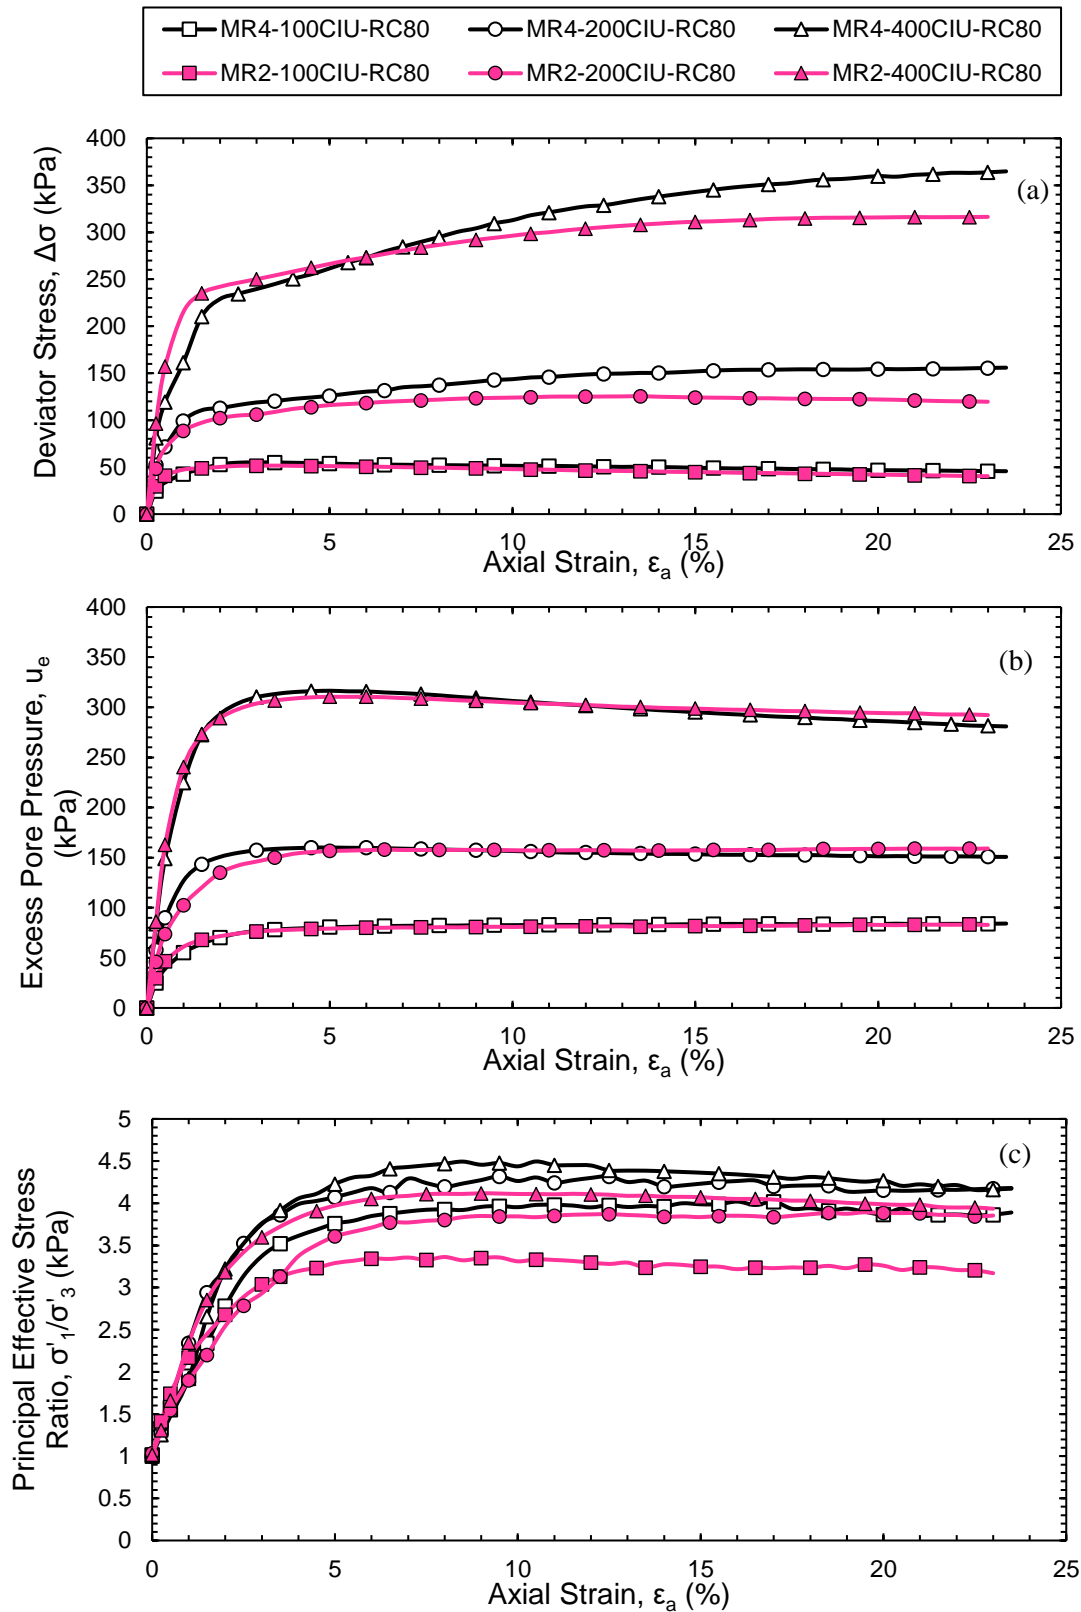 MR4-100CIU-RC80 MR4-200CIU-RC80 MR4-400CIU-RC80
MR2-100CIU-RC80 MR2-200CIU-RC80 MR2-400CIU-RC80
Deviator Stress, Δσ (kPa)
400
350
300
250
200
150
100
50
0
(a)
0 5 10 15 20 25
Axial Strain, εa (%)
Excess Pore Pressure, ue
(kPa)
400
350
300
250
200
150
100
50
0
(b)
0 5 10 15 20 25
Axial Strain, εa (%)
Principal Effective Stress
Ratio, σ'1/σ'3 (kPa)
5
4.5
4
3.5
3
2.5
2
1.5
1
0.5
0
(c)
0 5 10 15 20 25
Axial Strain, εa (%)